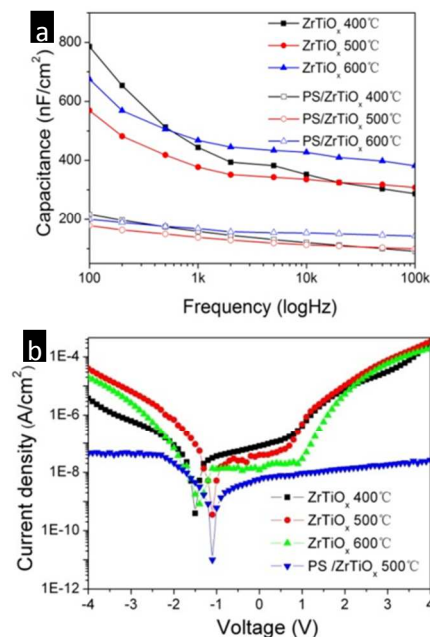 a
ZrTiOx 400℃
ZrTiOx 500℃
ZrTiOx 600℃
PS/ZrTiOx 400℃
PS/ZrTiOx 500℃
PS/ZrTiOx 600℃
Capacitance (nF/cm²)
800
600
400
200
100
1k
10k
100k
Frequency (logHz)
b
Current density (A/cm²)
1E-4
1E-6
1E-8
1E-10
1E-12
ZrTiOx 400℃
ZrTiOx 500℃
ZrTiOx 600℃
PS /ZrTiOx 500℃
-4 -3 -2 -1 0 1 2 3 4
Voltage (V)